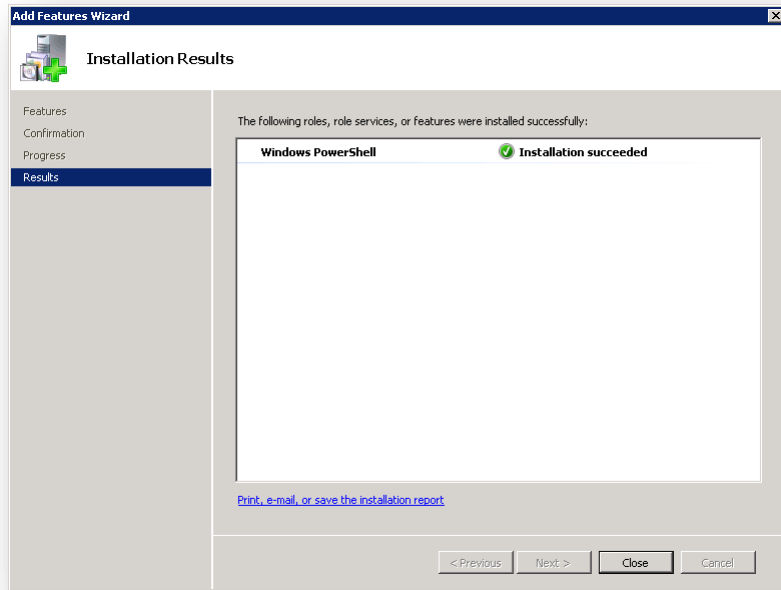 Add Features Wizard
Installation Results
Features
Confirmation
Progress
Results
The following roles, role services, or features were installed successfully:
Windows PowerShell Installation succeeded
Print, e-mail, or save the installation report
< Previous Next > Close Cancel